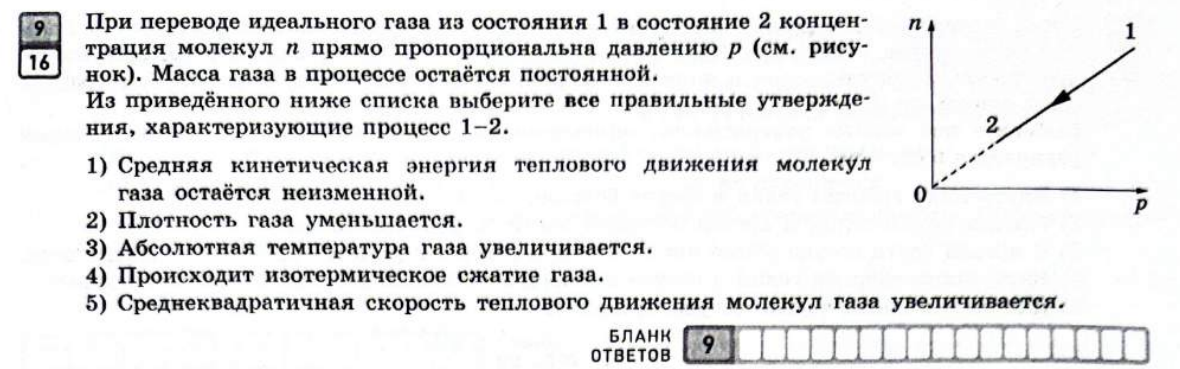 9
16
При переводе идеального газа из состояния 1 в состояние 2 концен-
трация молекул n прямо пропорциональна давлению p (см. рису-
нок). Масса газа в процессе остаётся постоянной.
Из приведённого ниже списка выберите все правильные утвержде-
ния, характеризующие процесс 1–2.
1) Средняя кинетическая энергия теплового движения молекул
газа остаётся неизменной.
2) Плотность газа уменьшается.
3) Абсолютная температура газа увеличивается.
4) Происходит изотермическое сжатие газа.
5) Среднеквадратичная скорость теплового движения молекул газа увеличивается.
n
1
2
0
p
БЛАНК
ОТВЕТОВ
9